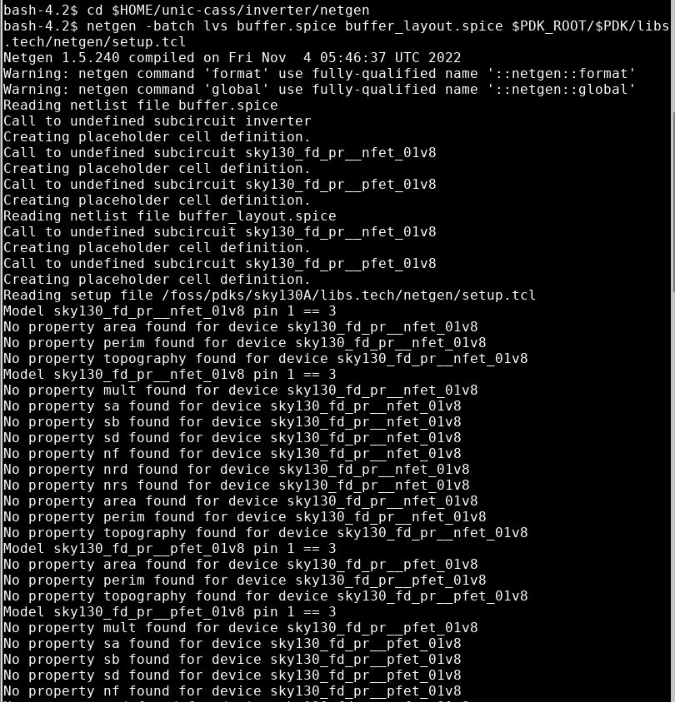 bash-4.2$ cd $HOME/unic-cass/inverter/netgen
bash-4.2$ netgen -batch lvs buffer.spice buffer_layout.spice $PDK_ROOT/$PDK/libs
.tech/netgen/setup.tcl
Netgen 1.5.240 compiled on Fri Nov  4 05:46:37 UTC 2022
Warning: netgen command 'format' use fully-qualified name '::netgen::format'
Warning: netgen command 'global' use fully-qualified name '::netgen::global'
Reading netlist file buffer.spice
Call to undefined subcircuit inverter
Creating placeholder cell definition.
Call to undefined subcircuit sky130_fd_pr__nfet_01v8
Creating placeholder cell definition.
Call to undefined subcircuit sky130_fd_pr__pfet_01v8
Creating placeholder cell definition.
Reading netlist file buffer_layout.spice
Call to undefined subcircuit sky130_fd_pr__nfet_01v8
Creating placeholder cell definition.
Call to undefined subcircuit sky130_fd_pr__pfet_01v8
Creating placeholder cell definition.
Reading setup file /foss/pdks/sky130A/libs.tech/netgen/setup.tcl
Model sky130_fd_pr__nfet_01v8 pin 1 == 3
No property area found for device sky130_fd_pr__nfet_01v8
No property perim found for device sky130_fd_pr__nfet_01v8
No property topography found for device sky130_fd_pr__nfet_01v8
Model sky130_fd_pr__nfet_01v8 pin 1 == 3
No property mult found for device sky130_fd_pr__nfet_01v8
No property sa found for device sky130_fd_pr__nfet_01v8
No property sb found for device sky130_fd_pr__nfet_01v8
No property sd found for device sky130_fd_pr__nfet_01v8
No property nf found for device sky130_fd_pr__nfet_01v8
No property nrd found for device sky130_fd_pr__nfet_01v8
No property nrs found for device sky130_fd_pr__nfet_01v8
No property area found for device sky130_fd_pr__nfet_01v8
No property perim found for device sky130_fd_pr__nfet_01v8
No property topography found for device sky130_fd_pr__nfet_01v8
Model sky130_fd_pr__pfet_01v8 pin 1 == 3
No property area found for device sky130_fd_pr__pfet_01v8
No property perim found for device sky130_fd_pr__pfet_01v8
No property topography found for device sky130_fd_pr__pfet_01v8
Model sky130_fd_pr__pfet_01v8 pin 1 == 3
No property mult found for device sky130_fd_pr__pfet_01v8
No property sa found for device sky130_fd_pr__pfet_01v8
No property sb found for device sky130_fd_pr__pfet_01v8
No property sd found for device sky130_fd_pr__pfet_01v8
No property nf found for device sky130_fd_pr__pfet_01v8